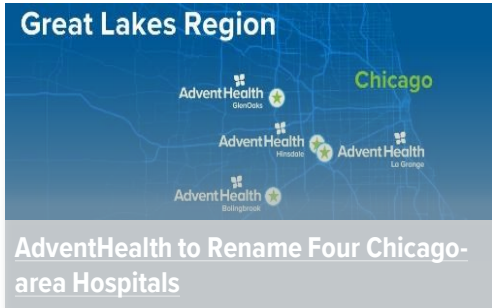 Great Lakes Region
Chicago
AdventHealth
GlenOaks
AdventHealth
Hinsdale
AdventHealth
La Grange
AdventHealth
Bolingbrook
AdventHealth to Rename Four Chicago-
area Hospitals